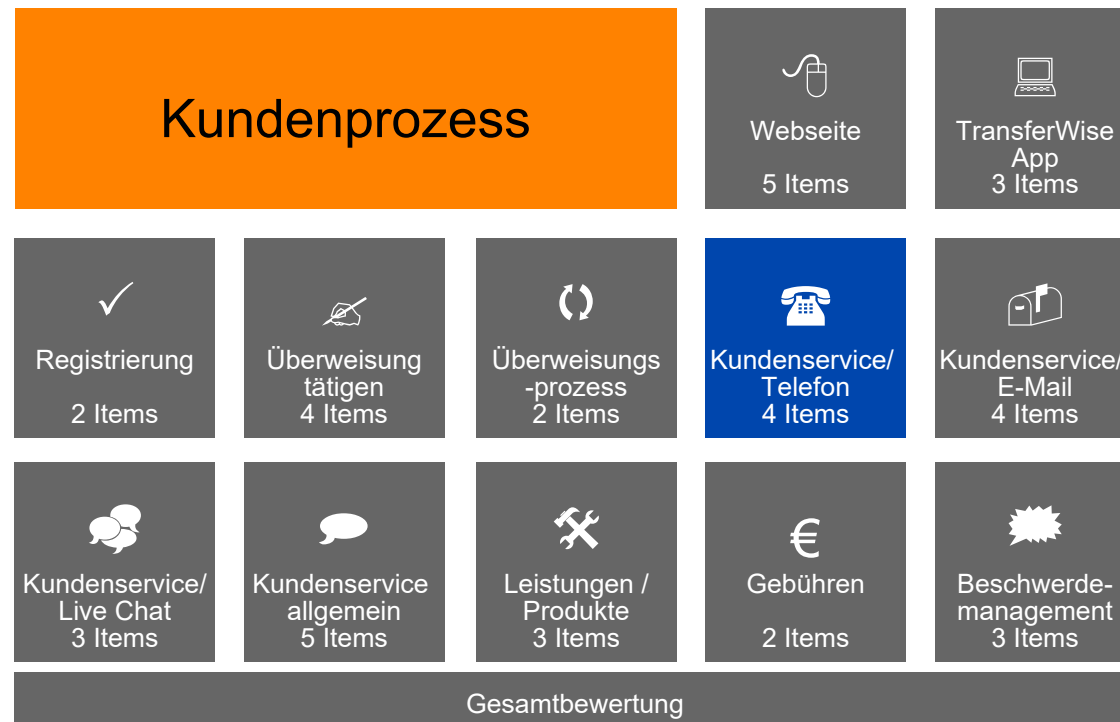 Kundenprozess
Webseite
5 Items
TransferWise
App
3 Items
Registrierung
2 Items
Überweisung
tätigen
4 Items
Überweisungs
-prozess
2 Items
Kundenservice/
Telefon
4 Items
Kundenservice/
E-Mail
4 Items
Kundenservice/
Live Chat
3 Items
Kundenservice
allgemein
5 Items
Leistungen /
Produkte
3 Items
€
Gebühren
2 Items
Beschwerde-
management
3 Items
Gesamtbewertung